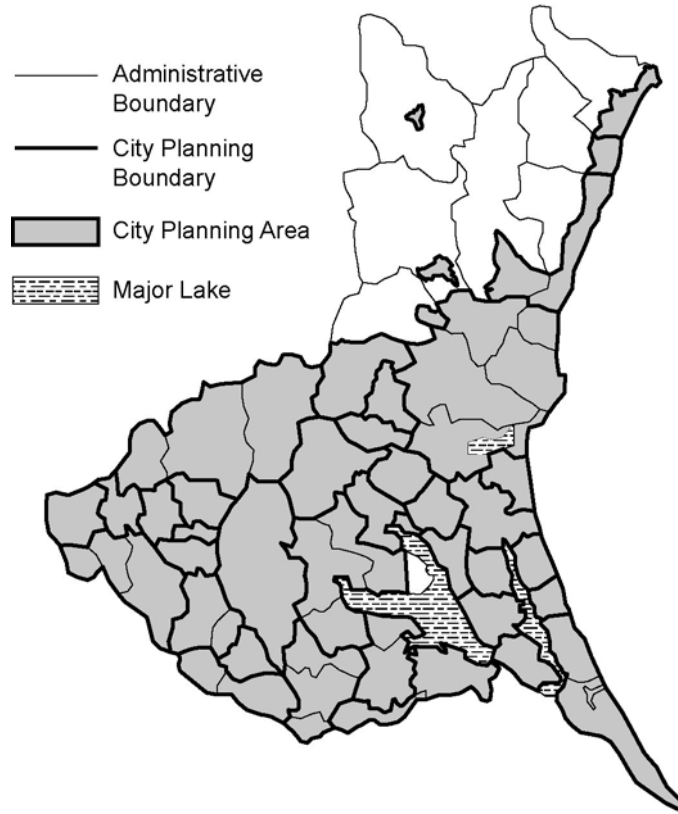 Administrative
Boundary
City Planning
Boundary
City Planning Area
Major Lake